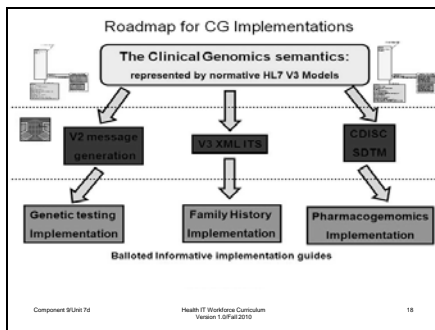 Roadmap for CG Implementations
The Clinical Genomics semantics:
represented by normative HL7 V3 Models
V2 message
generation
V3 XML ITS
CDISC
SDTM
Genetic testing
Implementation
Family History
Implementation
Pharmacogemomics
Implementation
Balloted Informative implementation guides
Component 9/Unit 7d
Health IT Workforce Curriculum
Version 1.0/Fall 2010
18